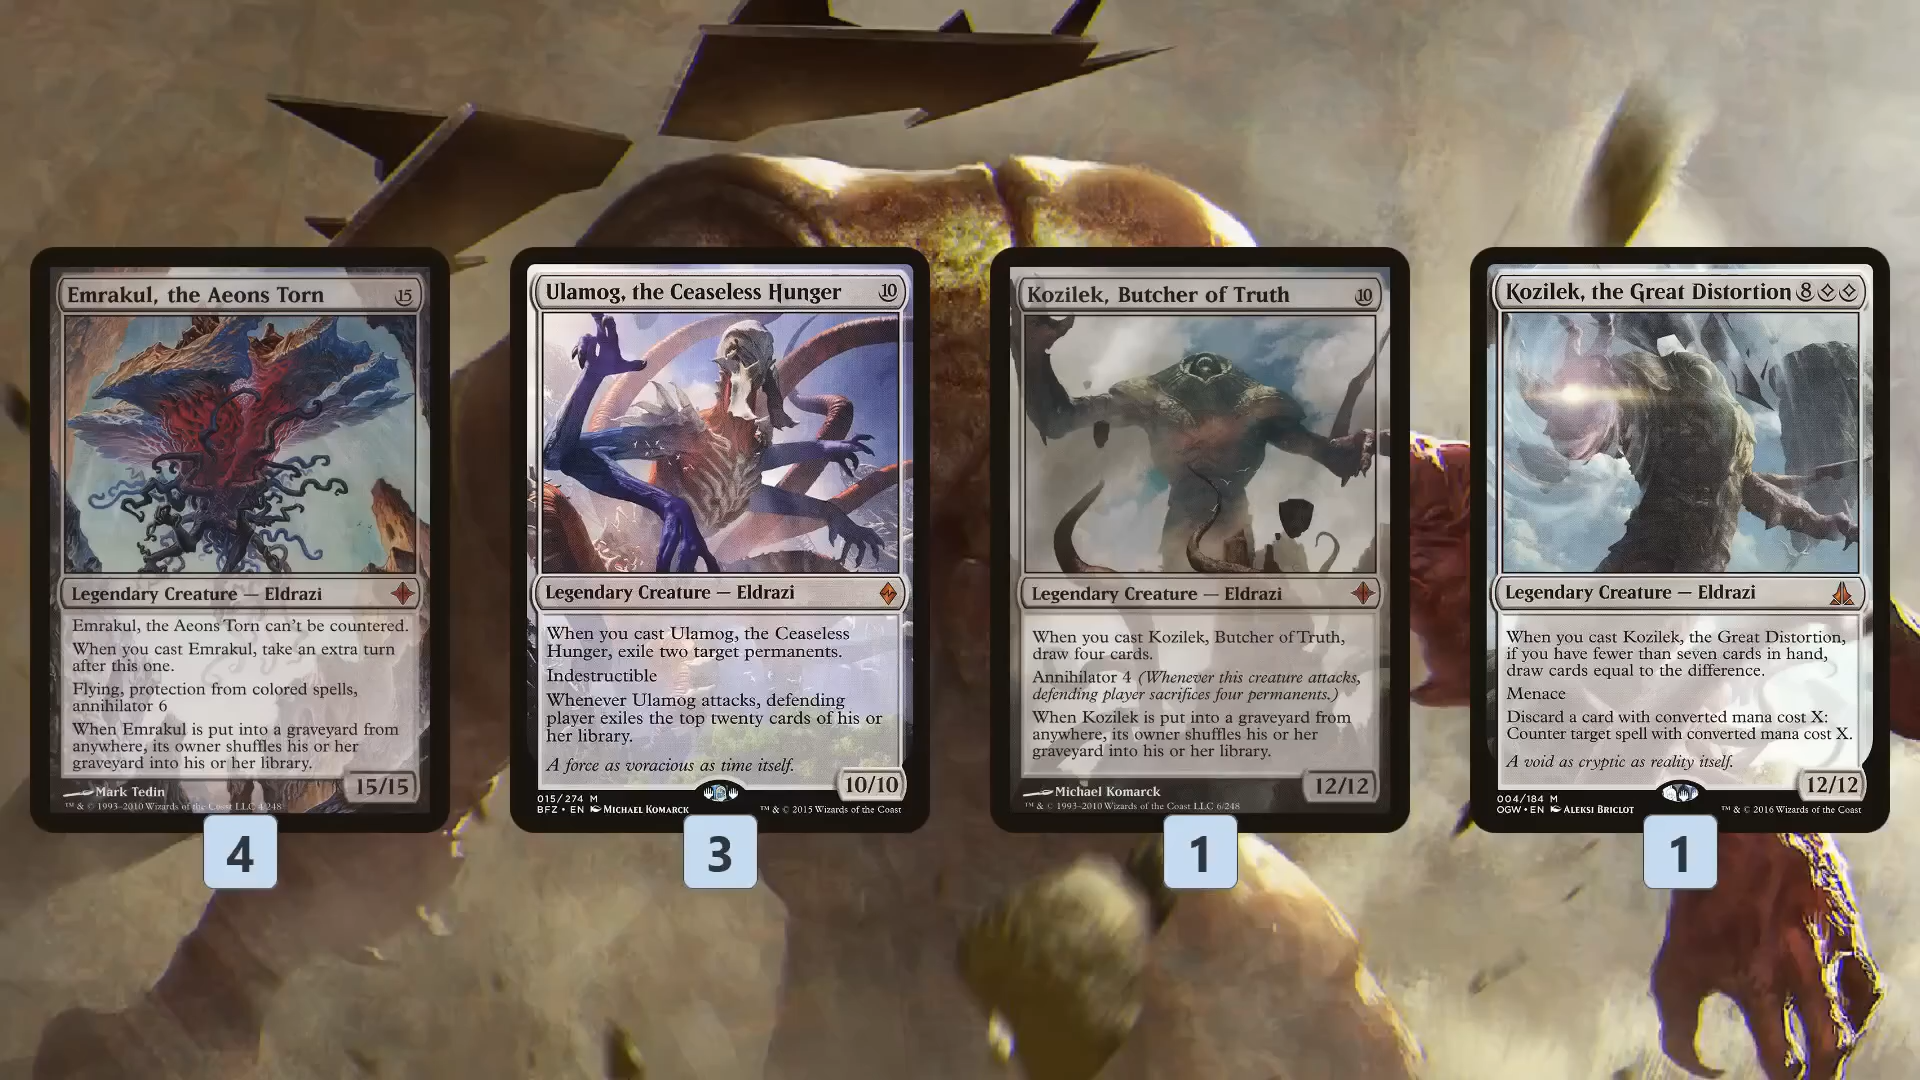 Emrakul, the Aeons Torn 15
Legendary Creature — Eldrazi
Emrakul, the Aeons Torn can't be countered.
When you cast Emrakul, take an extra turn
after this one.
Flying, protection from colored spells,
annihilator 6
When Emrakul is put into a graveyard from
anywhere, its owner shuffles his or her
graveyard into his or her library.
15/15
Mark Tedin
™ & © 1993–2010 Wizards of the Coast LLC 4/248
4
Ulamog, the Ceaseless Hunger 10
Legendary Creature — Eldrazi
When you cast Ulamog, the Ceaseless
Hunger, exile two target permanents.
Indestructible
Whenever Ulamog attacks, defending
player exiles the top twenty cards of his or
her library.
A force as voracious as time itself.
10/10
015/274 M
BFZ • EN Michael Komarck ™ & © 2015 Wizards of the Coast
3
Kozilek, Butcher of Truth 10
Legendary Creature — Eldrazi
When you cast Kozilek, Butcher of Truth,
draw four cards.
Annihilator 4 (Whenever this creature attacks,
defending player sacrifices four permanents.)
When Kozilek is put into a graveyard from
anywhere, its owner shuffles his or her
graveyard into his or her library.
12/12
Michael Komarck
™ & © 1993–2010 Wizards of the Coast LLC 6/248
1
Kozilek, the Great Distortion 8
Legendary Creature — Eldrazi
When you cast Kozilek, the Great Distortion,
if you have fewer than seven cards in hand,
draw cards equal to the difference.
Menace
Discard a card with converted mana cost X:
Counter target spell with converted mana cost X.
A void as cryptic as reality itself.
12/12
004/184 M
OGW • EN Aleksi Briclot ™ & © 2016 Wizards of the Coast
1